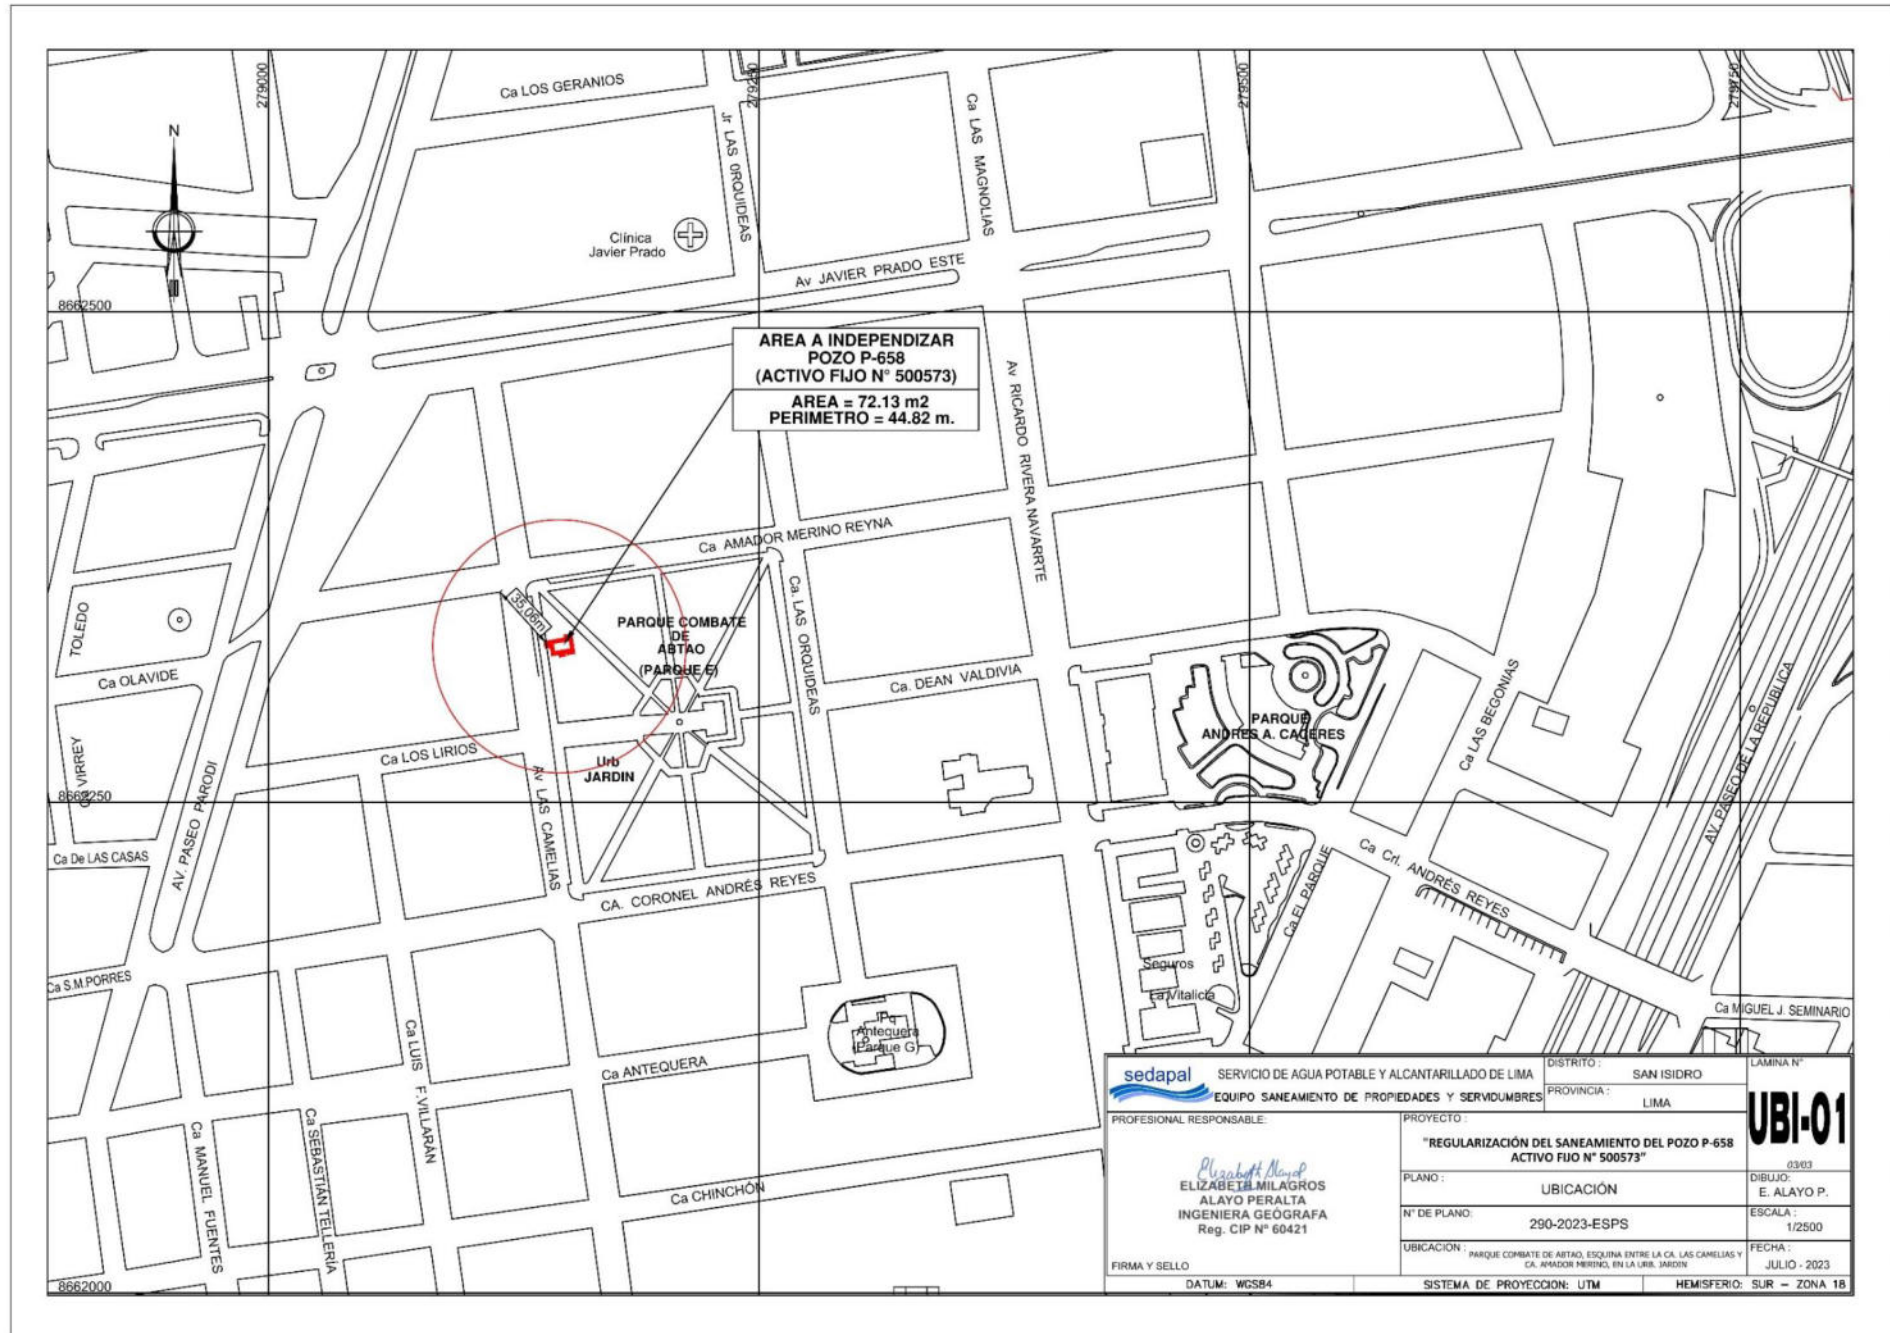 279000
279250
279500
279750
Ca LOS GERANIOS
Jr LAS ORQUIDEAS
Ca LAS MAGNOLIAS
N
Clínica
Javier Prado
Av JAVIER PRADO ESTE
8662500
AREA A INDEPENDIZAR
POZO P-658
(ACTIVO FIJO N° 500573)
AREA = 72.13 m2
PERIMETRO = 44.82 m.
Av RICARDO RIVERA NAVARRTE
Ca AMADOR MERINO REYNA
35.06m
TOLEDO
PARQUE COMBATE
DE
ABTAO
(PARQUE E)
Ca. LAS ORQUIDEAS
Ca OLAVIDE
Ca. DEAN VALDIVIA
PARQUE
ANDRES A. CACERES
Ca LAS BEGONIAS
AV. PASEO DE LA REPUBLICA
VIRREY
Ca LOS LIRIOS
Urb
JARDIN
8662250
AV. PASEO PARODI
Av LAS CAMELIAS
Ca De LAS CASAS
CA. CORONEL ANDRÉS REYES
Ca Crl. ANDRÉS REYES
Ca El PARQUE
Ca S.M.PORRES
Seguros
La Vitalicia
Ca MIGUEL J. SEMINARIO
Pq
Antequera
(Parque G)
Ca LUIS F.VILLARÁN
Ca ANTEQUERA
Ca MANUEL FUENTES
Ca SEBASTIÁN TELLERÍA
Ca CHINCHÓN
8662000
sedapal
SERVICIO DE AGUA POTABLE Y ALCANTARILLADO DE LIMA
EQUIPO SANEAMIENTO DE PROPIEDADES Y SERVIDUMBRES
DISTRITO :
SAN ISIDRO
PROVINCIA :
LIMA
LAMINA N°
UBI-01
03/03
PROFESIONAL RESPONSABLE:
Elizabeth Alayo P
ELIZABETH MILAGROS
ALAYO PERALTA
INGENIERA GEÓGRAFA
Reg. CIP N° 60421
FIRMA Y SELLO
PROYECTO :
"REGULARIZACIÓN DEL SANEAMIENTO DEL POZO P-658
ACTIVO FIJO N° 500573"
PLANO :
UBICACIÓN
DIBUJO:
E. ALAYO P.
N° DE PLANO:
290-2023-ESPS
ESCALA :
1/2500
UBICACION :
PARQUE COMBATE DE ABTAO, ESQUINA ENTRE LA CA. LAS CAMELIAS Y
CA. AMADOR MERINO, EN LA URB. JARDIN
FECHA :
JULIO - 2023
DATUM: WGS84
SISTEMA DE PROYECCION: UTM
HEMISFERIO: SUR – ZONA 18